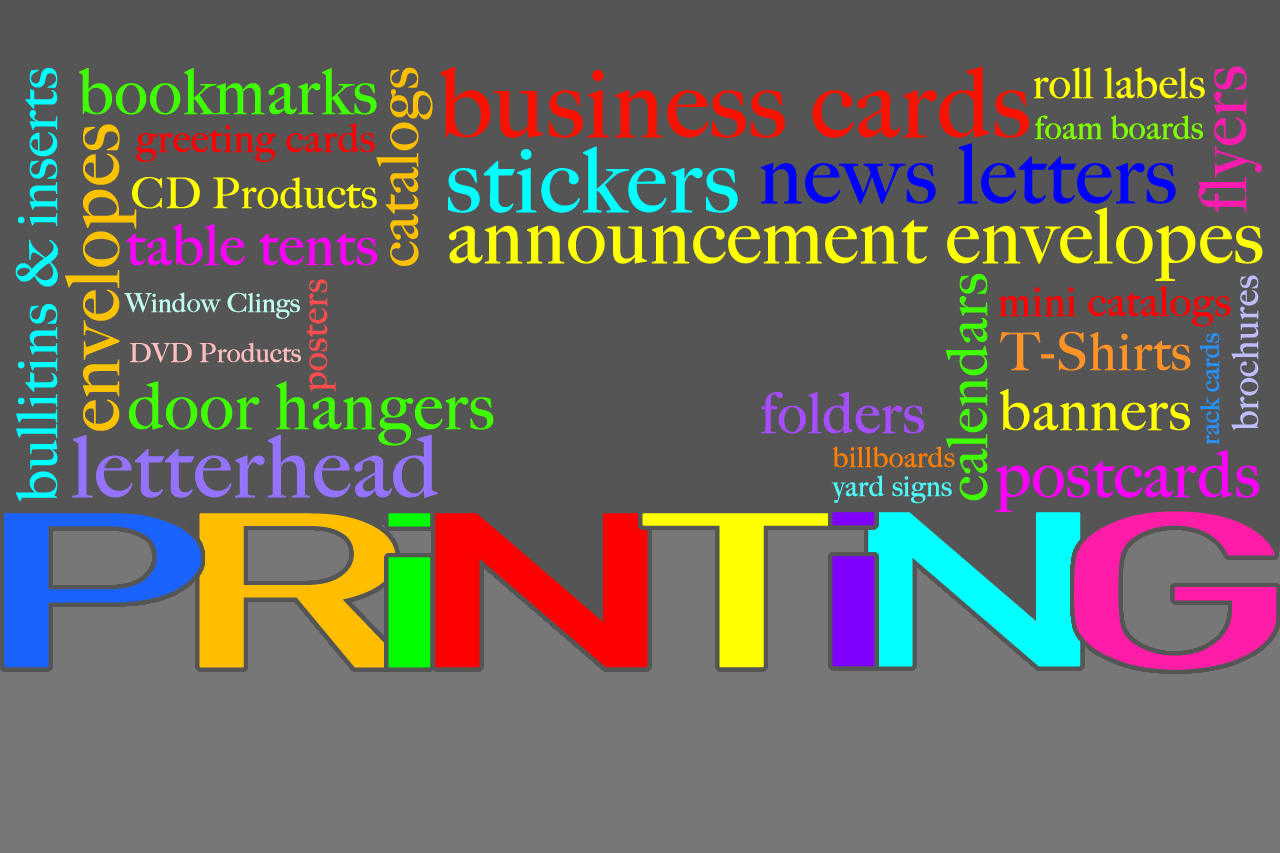 bullitins & inserts
bookmarks
envelopes
greeting cards
CD Products
table tents
catalogs
Window Clings
DVD Products
posters
door hangers
letterhead
business cards
roll labels
foam boards
flyers
stickers
news letters
announcement envelopes
calendars
mini catalogs
T-Shirts
rack cards
brochures
banners
folders
billboards
yard signs
postcards
PRiNTiNG